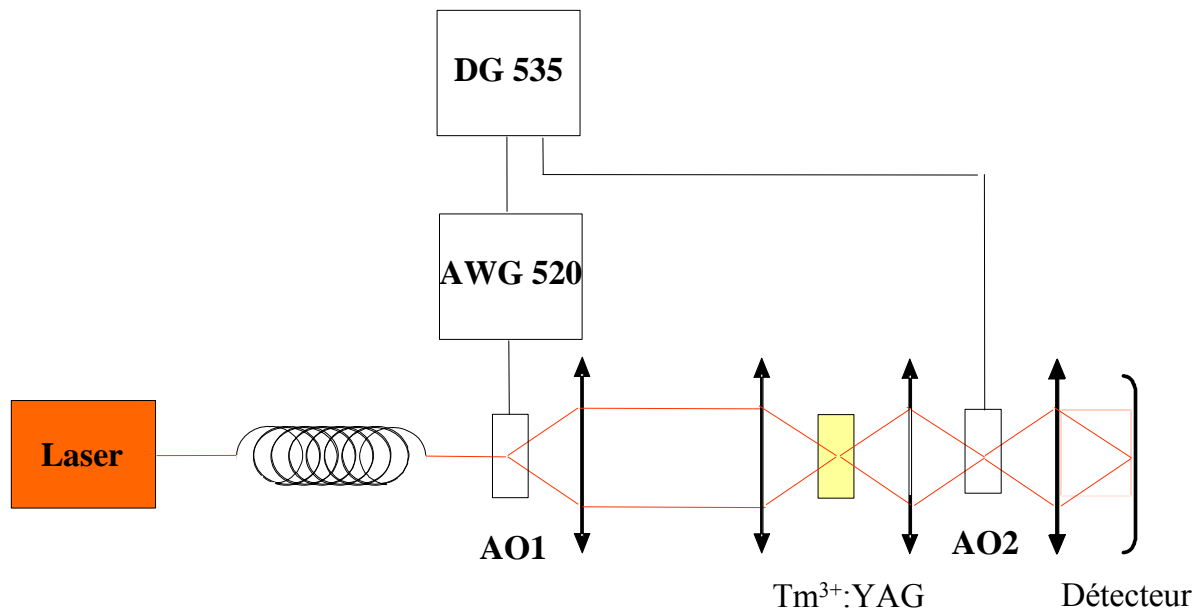 DG 535
AWG 520
Laser
AO1
AO2
Tm³⁺:YAG
Détecteur